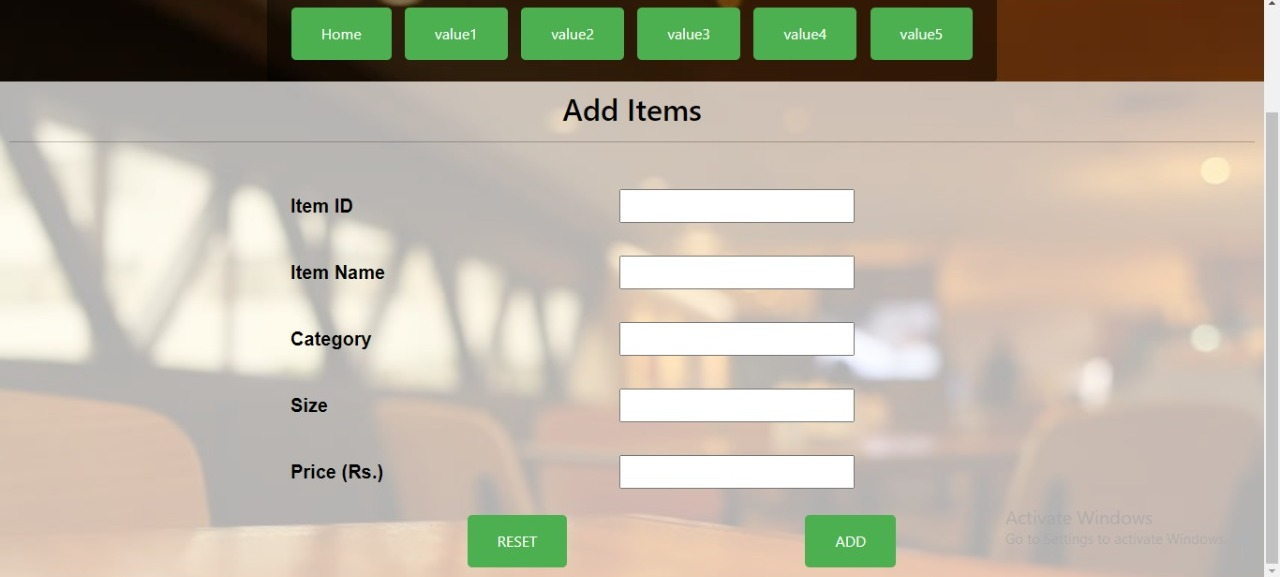 Home value1 value2 value3 value4 value5
Add Items
Item ID
Item Name
Category
Size
Price (Rs.)
RESET ADD
Activate Windows
Go to Settings to activate Windows.